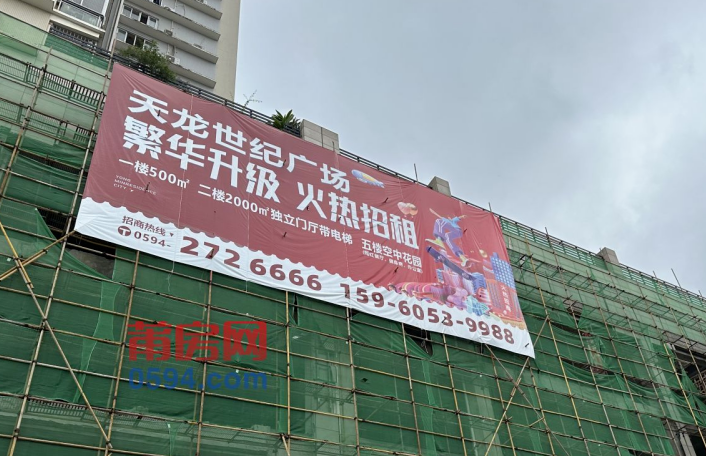 天龙世纪广场
繁华升级 火热招租
一楼500㎡ 二楼2000㎡独立门厅带电梯 五楼空中花园
招商热线
0594-272 6666 159-6053-9988
莆房网
0594.com